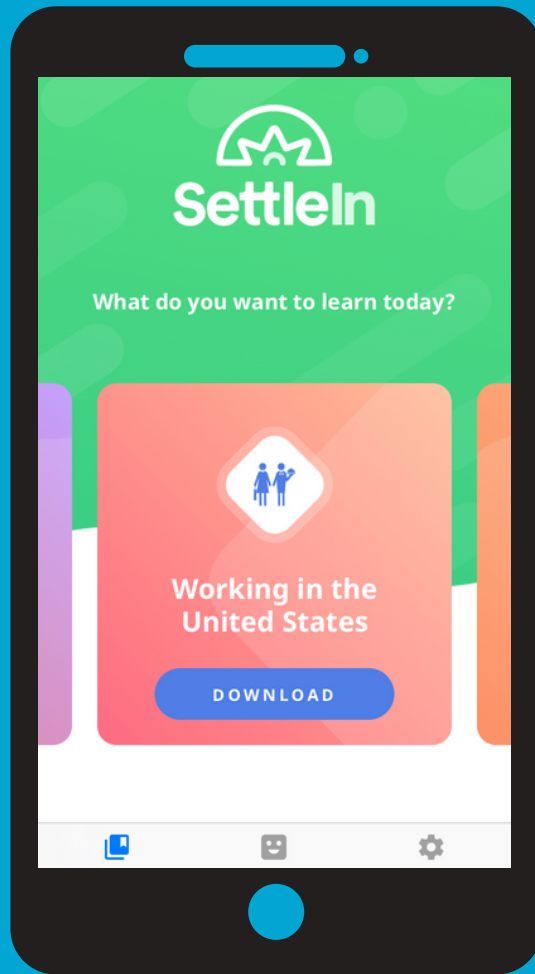 SettleIn
What do you want to learn today?
Working in the
United States
DOWNLOAD